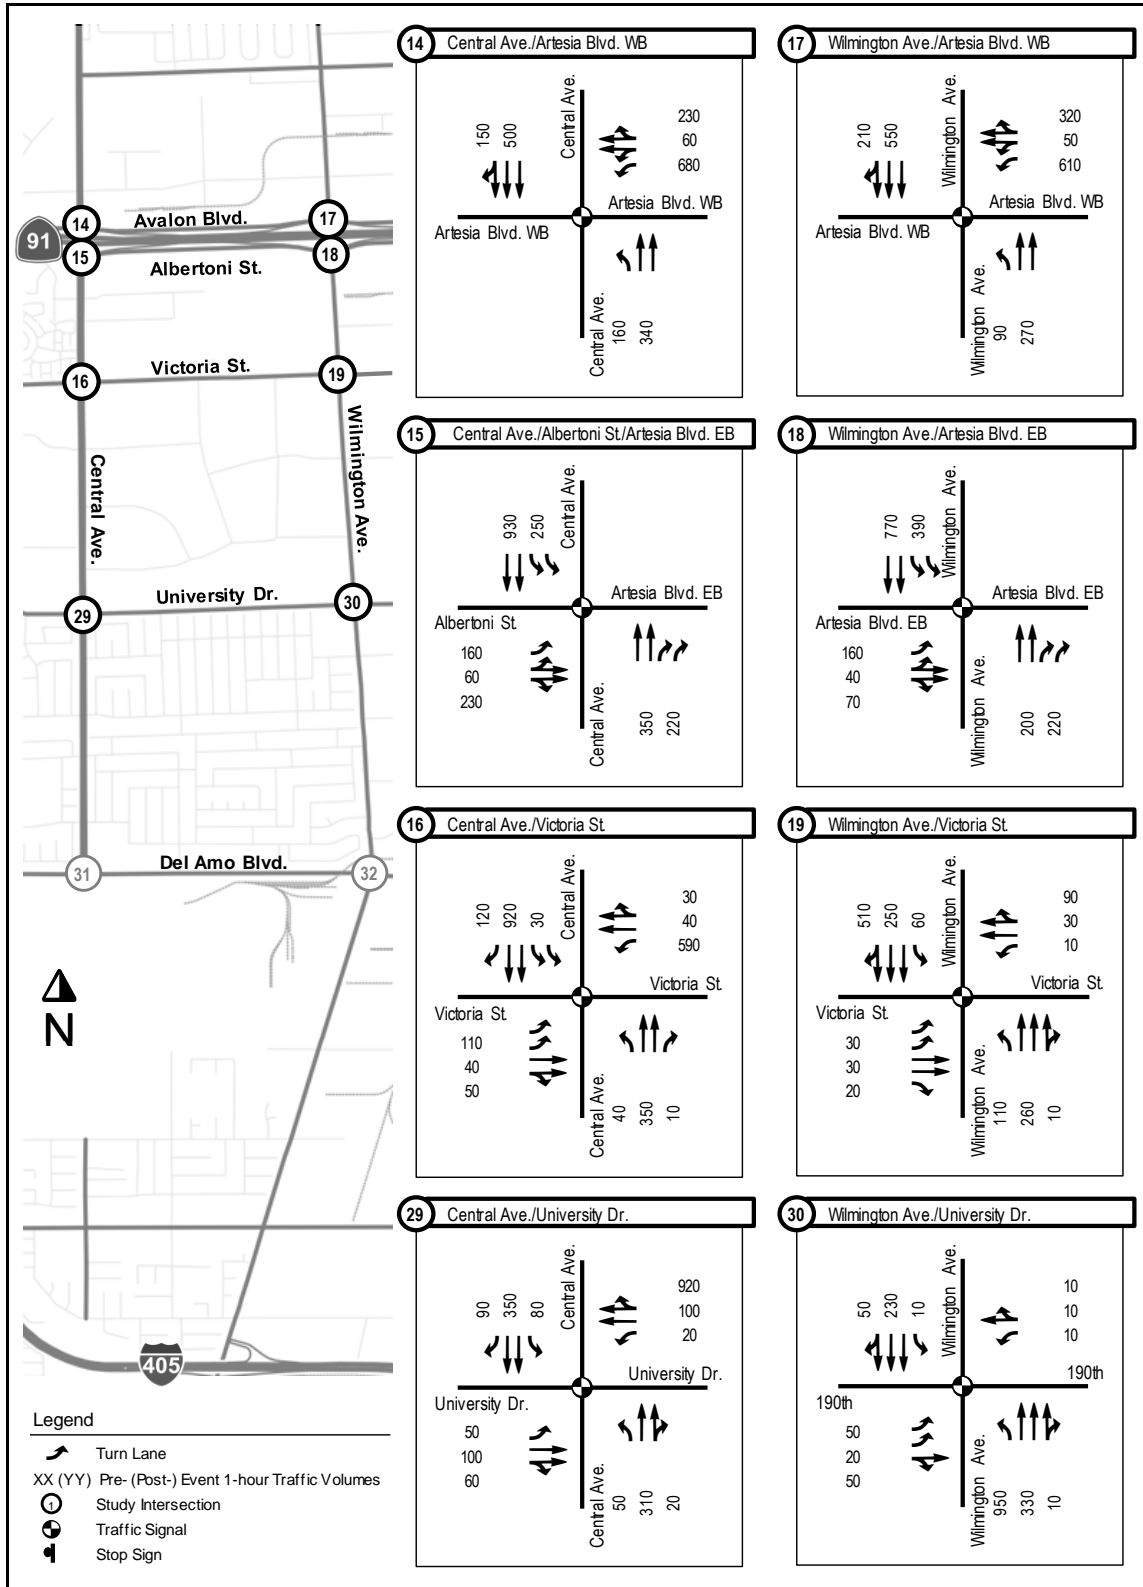 91
14
15
17
18
Avalon Blvd.
Albertoni St.
Victoria St.
16
19
Central Ave.
Wilmington Ave.
University Dr.
29
30
Del Amo Blvd.
31
32
N
405
Legend
Turn Lane
XX (YY) Pre- (Post-) Event 1-hour Traffic Volumes
1 Study Intersection
Traffic Signal
Stop Sign
14 Central Ave./Artesia Blvd. WB
150 500
Central Ave.
230
60
680
Artesia Blvd. WB
Artesia Blvd. WB
Central Ave.
160 340
17 Wilmington Ave./Artesia Blvd. WB
210 550
Wilmington Ave.
320
50
610
Artesia Blvd. WB
Artesia Blvd. WB
Wilmington Ave.
90 270
15 Central Ave./Albertoni St./Artesia Blvd. EB
930 250
Central Ave.
Artesia Blvd. EB
Albertoni St.
160
60
230
Central Ave.
350 220
18 Wilmington Ave./Artesia Blvd. EB
770 390
Wilmington Ave.
Artesia Blvd. EB
Artesia Blvd. EB
160
40
70
Wilmington Ave.
200 220
16 Central Ave./Victoria St.
120 920 30
Central Ave.
30
40
590
Victoria St.
Victoria St.
110
40
50
Central Ave.
40 350 10
19 Wilmington Ave./Victoria St.
510 250 60
Wilmington Ave.
90
30
10
Victoria St.
Victoria St.
30
30
20
Wilmington Ave.
110 260 10
29 Central Ave./University Dr.
90 350 80
Central Ave.
920
100
20
University Dr.
University Dr.
50
100
60
Central Ave.
50 310 20
30 Wilmington Ave./University Dr.
50 230 10
Wilmington Ave.
10
10
10
190th
190th
50
20
50
Wilmington Ave.
950 330 10